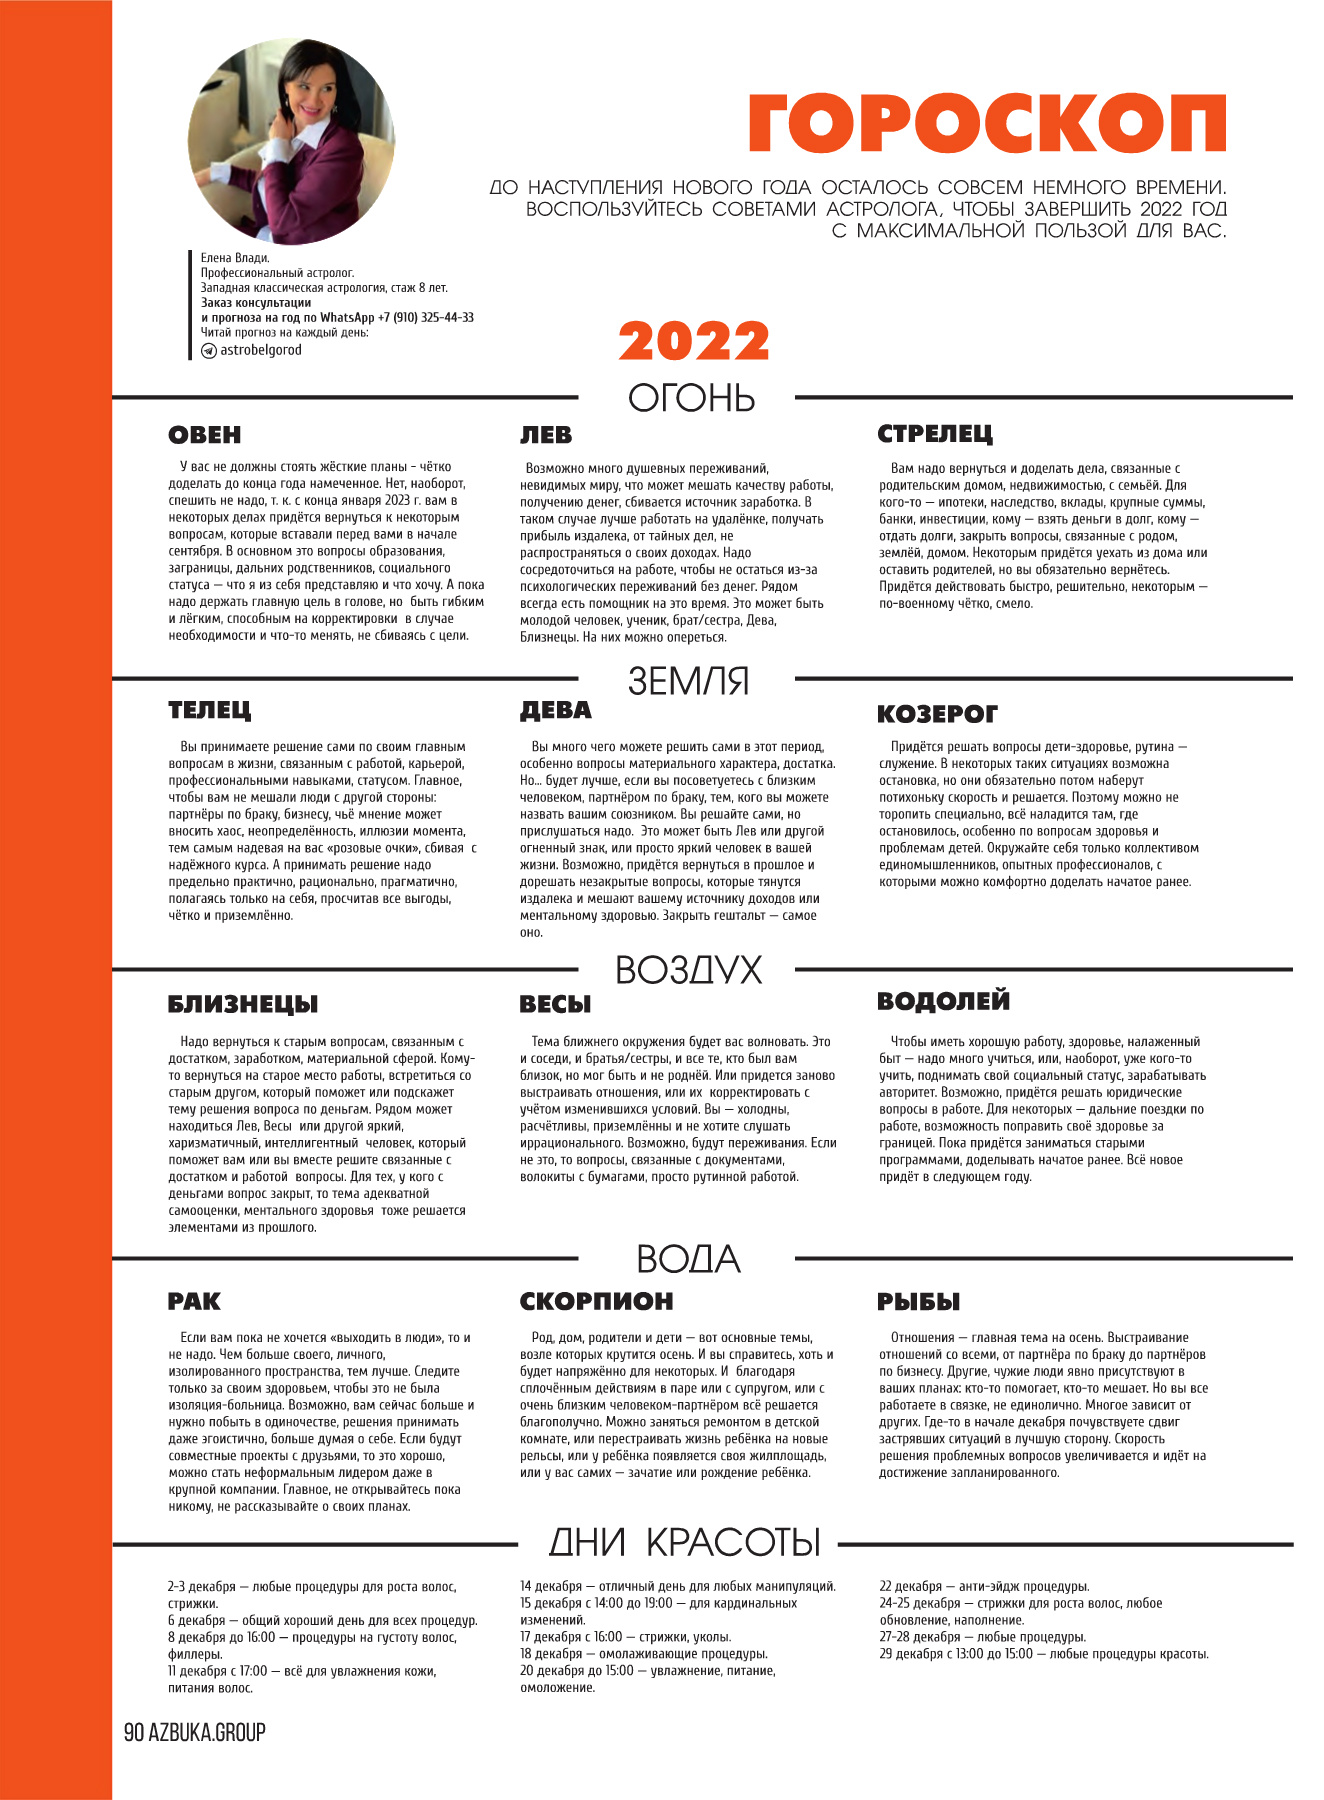 ГОРОСКОП
ДО НАСТУПЛЕНИЯ НОВОГО ГОДА ОСТАЛОСЬ СОВСЕМ НЕМНОГО ВРЕМЕНИ.
ВОСПОЛЬЗУЙТЕСЬ СОВЕТАМИ АСТРОЛОГА, ЧТОБЫ ЗАВЕРШИТЬ 2022 ГОД
С МАКСИМАЛЬНОЙ ПОЛЬЗОЙ ДЛЯ ВАС.
Елена Влади.
Профессиональный астролог.
Западная классическая астрология, стаж 8 лет.
Заказ консультации
и прогноза на год по WhatsApp +7 (910) 325-44-33
Читай прогноз на каждый день:
astrobelgorod
2022
ОГОНЬ
ОВЕН
У вас не должны стоять жёсткие планы - чётко
доделать до конца года намеченное. Нет, наоборот,
спешить не надо, т. к. с конца января 2023 г. вам в
некоторых делах придётся вернуться к некоторым
вопросам, которые вставали перед вами в начале
сентября. В основном это вопросы образования,
заграницы, дальних родственников, социального
статуса — что я из себя представляю и что хочу. А пока
надо держать главную цель в голове, но быть гибким
и лёгким, способным на корректировки в случае
необходимости и что-то менять, не сбиваясь с цели.
ЛЕВ
Возможно много душевных переживаний,
невидимых миру, что может мешать качеству работы,
получению денег, сбивается источник заработка. В
таком случае лучше работать на удалёнке, получать
прибыль издалека, от тайных дел, не
распространяться о своих доходах. Надо
сосредоточиться на работе, чтобы не остаться из-за
психологических переживаний без денег. Рядом
всегда есть помощник на это время. Это может быть
молодой человек, ученик, брат/сестра, Дева,
Близнецы. На них можно опереться.
СТРЕЛЕЦ
Вам надо вернуться и доделать дела, связанные с
родительским домом, недвижимостью, с семьёй. Для
кого-то — ипотеки, наследство, вклады, крупные суммы,
банки, инвестиции, кому — взять деньги в долг, кому —
отдать долги, закрыть вопросы, связанные с родом,
землёй, домом. Некоторым придётся уехать из дома или
оставить родителей, но вы обязательно вернётесь.
Придётся действовать быстро, решительно, некоторым —
по-военному чётко, смело.
ЗЕМЛЯ
ТЕЛЕЦ
Вы принимаете решение сами по своим главным
вопросам в жизни, связанным с работой, карьерой,
профессиональными навыками, статусом. Главное,
чтобы вам не мешали люди с другой стороны:
партнёры по браку, бизнесу, чьё мнение может
вносить хаос, неопределённость, иллюзии момента,
тем самым надевая на вас «розовые очки», сбивая с
надёжного курса. А принимать решение надо
предельно практично, рационально, прагматично,
полагаясь только на себя, просчитав все выгоды,
чётко и приземлённо.
ДЕВА
Вы много чего можете решить сами в этот период,
особенно вопросы материального характера, достатка.
Но... будет лучше, если вы посоветуетесь с близким
человеком, партнёром по браку, тем, кого вы можете
назвать вашим союзником. Вы решайте сами, но
прислушаться надо. Это может быть Лев или другой
огненный знак, или просто яркий человек в вашей
жизни. Возможно, придётся вернуться в прошлое и
дорешать незакрытые вопросы, которые тянутся
издалека и мешают вашему источнику доходов или
ментальному здоровью. Закрыть гештальт — самое
оно.
КОЗЕРОГ
Придётся решать вопросы дети-здоровье, рутина —
служение. В некоторых таких ситуациях возможна
остановка, но они обязательно потом наберут
потихоньку скорость и решается. Поэтому можно не
торопить специально, всё наладится там, где
остановилось, особенно по вопросам здоровья и
проблемам детей. Окружайте себя только коллективом
единомышленников, опытных профессионалов, с
которыми можно комфортно доделать начатое ранее.
ВОЗДУХ
БЛИЗНЕЦЫ
Надо вернуться к старым вопросам, связанным с
достатком, заработком, материальной сферой. Кому-
то вернуться на старое место работы, встретиться со
старым другом, который поможет или подскажет
тему решения вопроса по деньгам. Рядом может
находиться Лев, Весы или другой яркий,
харизматичный, интеллигентный человек, который
поможет вам или вы вместе решите связанные с
достатком и работой вопросы. Для тех, у кого с
деньгами вопрос закрыт, то тема адекватной
самооценки, ментального здоровья тоже решается
элементами из прошлого.
ВЕСЫ
Тема ближнего окружения будет вас волновать. Это
и соседи, и братья/сестры, и все те, кто был вам
близок, но мог быть и не роднёй. Или придется заново
выстраивать отношения, или их корректировать с
учётом изменившихся условий. Вы — холодны,
расчётливы, приземлённы и не хотите слушать
иррационального. Возможно, будут переживания. Если
не это, то вопросы, связанные с документами,
волокиты с бумагами, просто рутинной работой.
ВОДОЛЕЙ
Чтобы иметь хорошую работу, здоровье, налаженный
быт — надо много учиться, или, наоборот, уже кого-то
учить, поднимать свой социальный статус, зарабатывать
авторитет. Возможно, придётся решать юридические
вопросы в работе. Для некоторых — дальние поездки по
работе, возможность поправить своё здоровье за
границей. Пока придётся заниматься старыми
программами, доделывать начатое ранее. Всё новое
придёт в следующем году.
ВОДА
РАК
Если вам пока не хочется «выходить в люди», то и
не надо. Чем больше своего, личного,
изолированного пространства, тем лучше. Следите
только за своим здоровьем, чтобы это не была
изоляция-больница. Возможно, вам сейчас больше и
нужно побыть в одиночестве, решения принимать
даже эгоистично, больше думая о себе. Если будут
совместные проекты с друзьями, то это хорошо,
можно стать неформальным лидером даже в
крупной компании. Главное, не открывайтесь пока
никому, не рассказывайте о своих планах.
СКОРПИОН
Род, дом, родители и дети — вот основные темы,
возле которых крутится осень. И вы справитесь, хоть и
будет напряжённо для некоторых. И благодаря
сплочённым действиям в паре или с супругом, или с
очень близким человеком-партнёром всё решается
благополучно. Можно заняться ремонтом в детской
комнате, или перестраивать жизнь ребёнка на новые
рельсы, или у ребёнка появляется своя жилплощадь,
или у вас самих — зачатие или рождение ребёнка.
РЫБЫ
Отношения — главная тема на осень. Выстраивание
отношений со всеми, от партнёра по браку до партнёров
по бизнесу. Другие, чужие люди явно присутствуют в
ваших планах: кто-то помогает, кто-то мешает. Но вы все
работаете в связке, не единолично. Многое зависит от
других. Где-то в начале декабря почувствуете сдвиг
застрявших ситуаций в лучшую сторону. Скорость
решения проблемных вопросов увеличивается и идёт на
достижение запланированного.
ДНИ КРАСОТЫ
2-3 декабря — любые процедуры для роста волос,
стрижки.
6 декабря — общий хороший день для всех процедур.
8 декабря до 16:00 — процедуры на густоту волос,
филлеры.
11 декабря с 17:00 — всё для увлажнения кожи,
питания волос.
14 декабря — отличный день для любых манипуляций.
15 декабря с 14:00 до 19:00 — для кардинальных
изменений.
17 декабря с 16:00 — стрижки, уколы.
18 декабря — омолаживающие процедуры.
20 декабря до 15:00 — увлажнение, питание,
омоложение.
22 декабря — анти-эйдж процедуры.
24-25 декабря — стрижки для роста волос, любое
обновление, наполнение.
27-28 декабря — любые процедуры.
29 декабря с 13:00 до 15:00 — любые процедуры красоты.
90 AZBUKA.GROUP